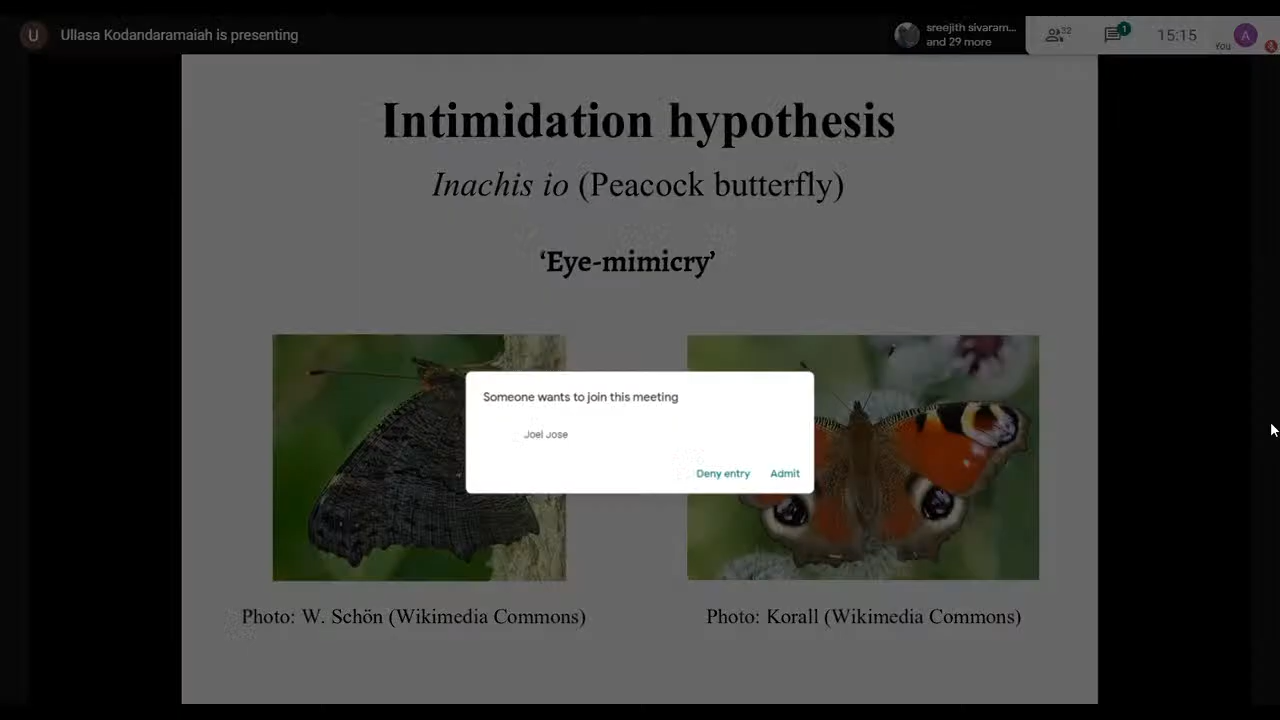 U
Ullasa Kodandaramaiah is presenting
sreejith sivaram...
and 29 more
32
1
15:15
You
A
Intimidation hypothesis
Inachis io (Peacock butterfly)
‘Eye-mimicry’
Someone wants to join this meeting
Joel Jose
Deny entry Admit
Photo: W. Schön (Wikimedia Commons)
Photo: Korall (Wikimedia Commons)